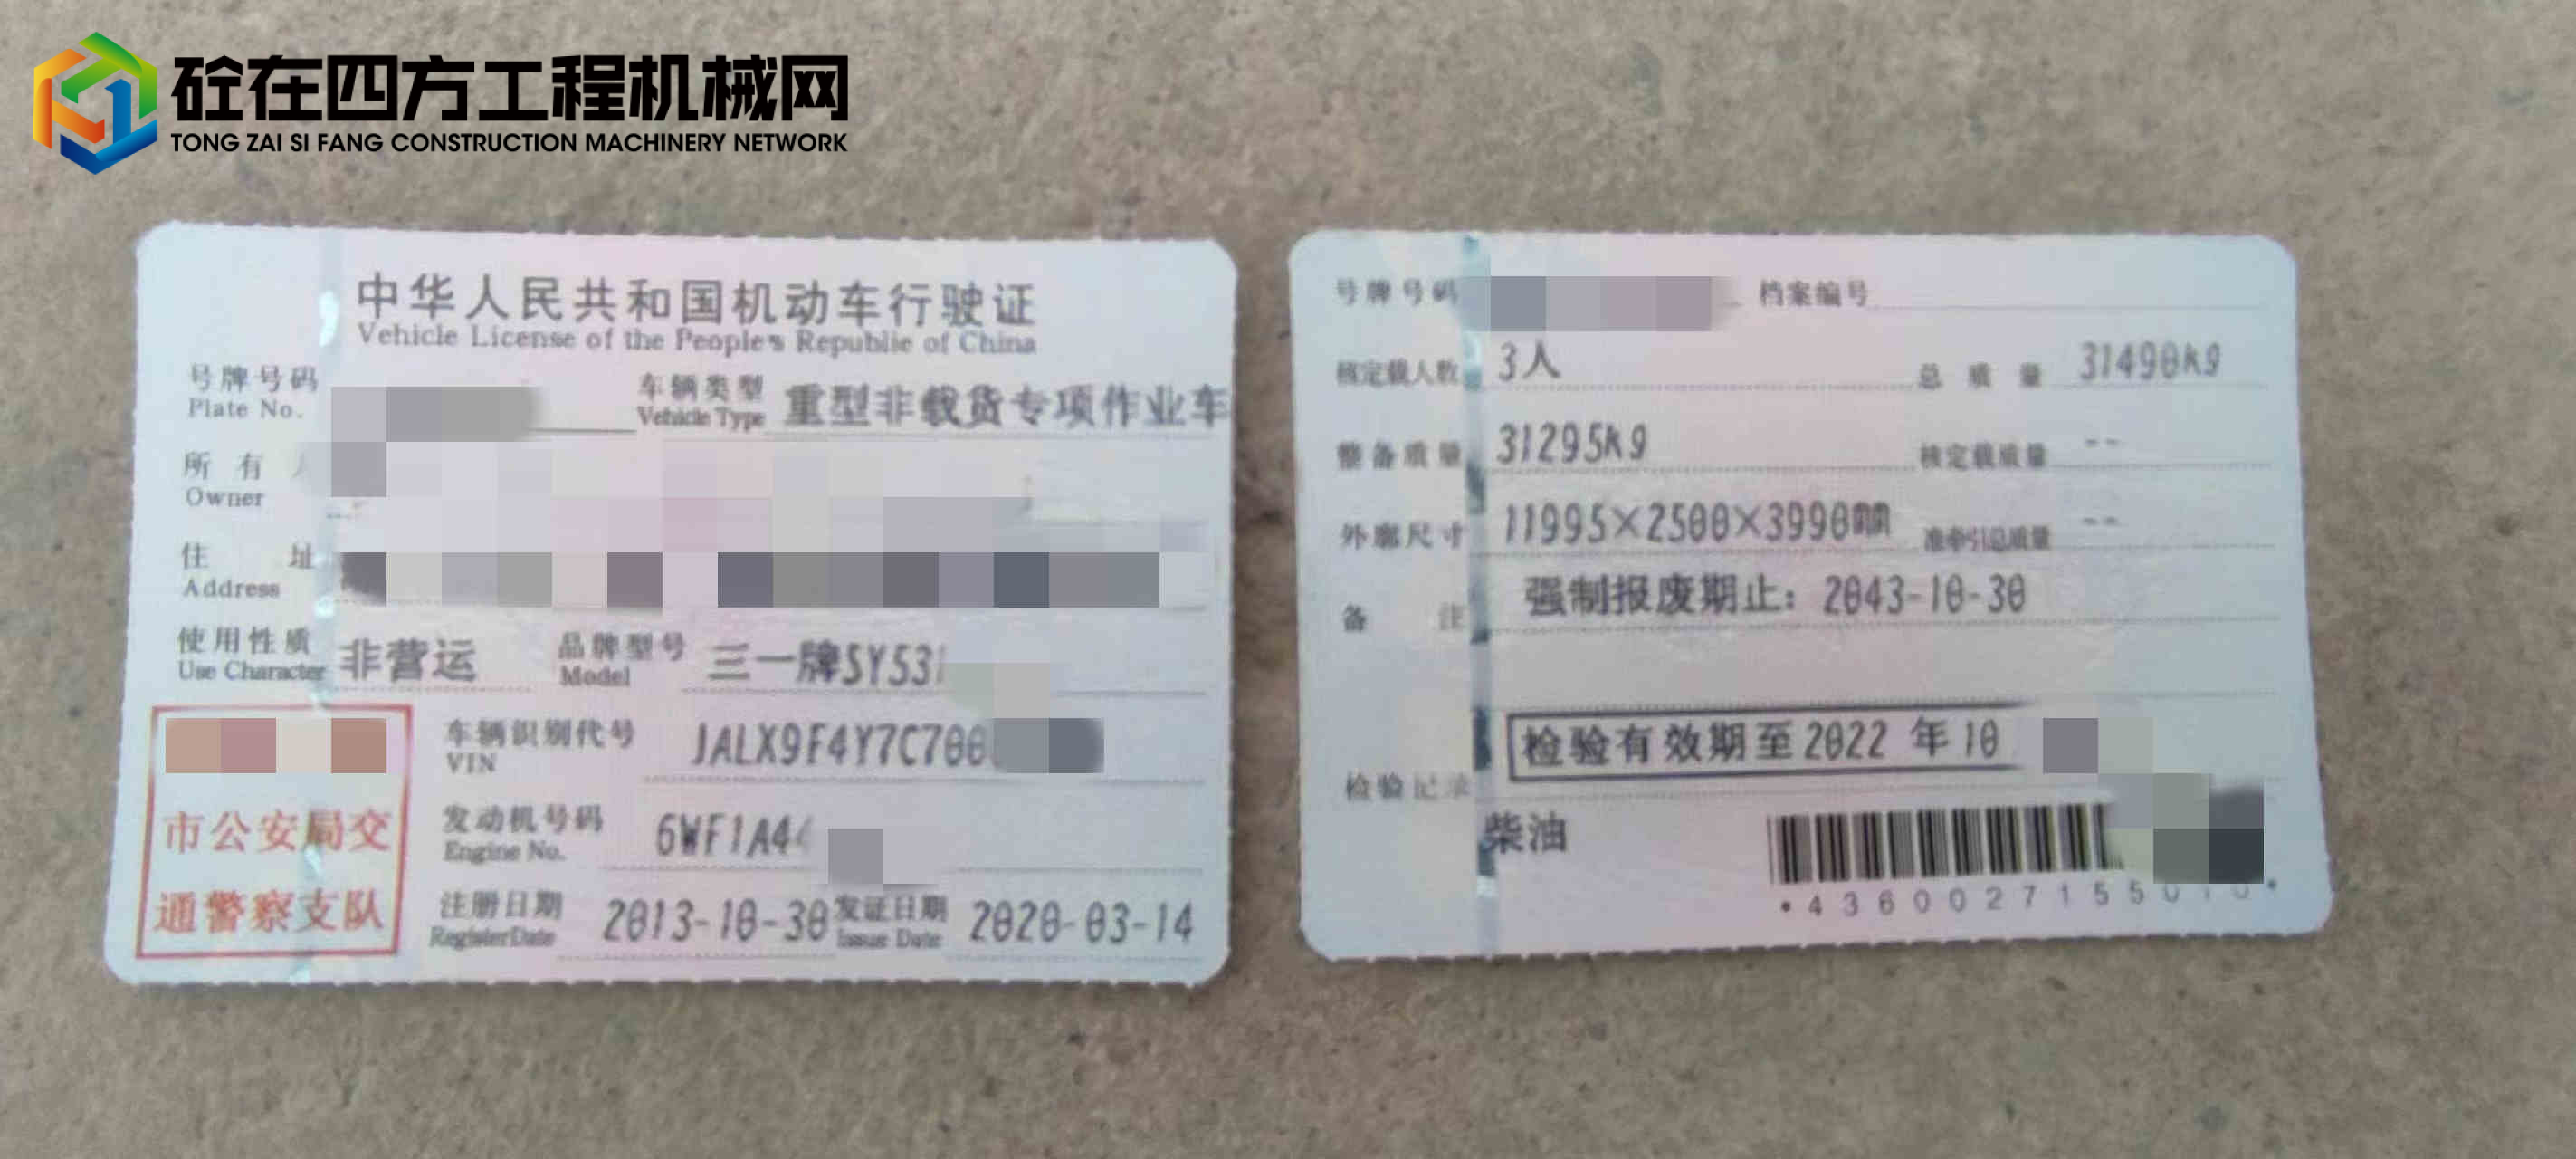 砼在四方工程机械网
TONG ZAI SI FANG CONSTRUCTION MACHINERY NETWORK
中华人民共和国机动车行驶证
Vehicle License of the People's Republic of China
号牌号码
Plate No.
车辆类型 重型非载货专项作业车
Vehicle Type
所有
Owner
住址
Address
使用性质 非营运
Use Character
品牌型号 三一牌SY53
Model
市公安局交
通警察支队
车辆识别代号 JALX9F4Y7C700
VIN
发动机号码 6WF1A4
Engine No.
注册日期 2013-10-30 发证日期 2020-03-14
Register Date Issue Date
号牌号码 档案编号
核定载人数 3人 总质量 31490kg
整备质量 31295kg 核定载质量 --
外廓尺寸 11995×2500×3990mm 准牵引总质量 --
备注 强制报废期止：2043-10-30
检验有效期至2022 年10
检验记录
柴油
*436002715501